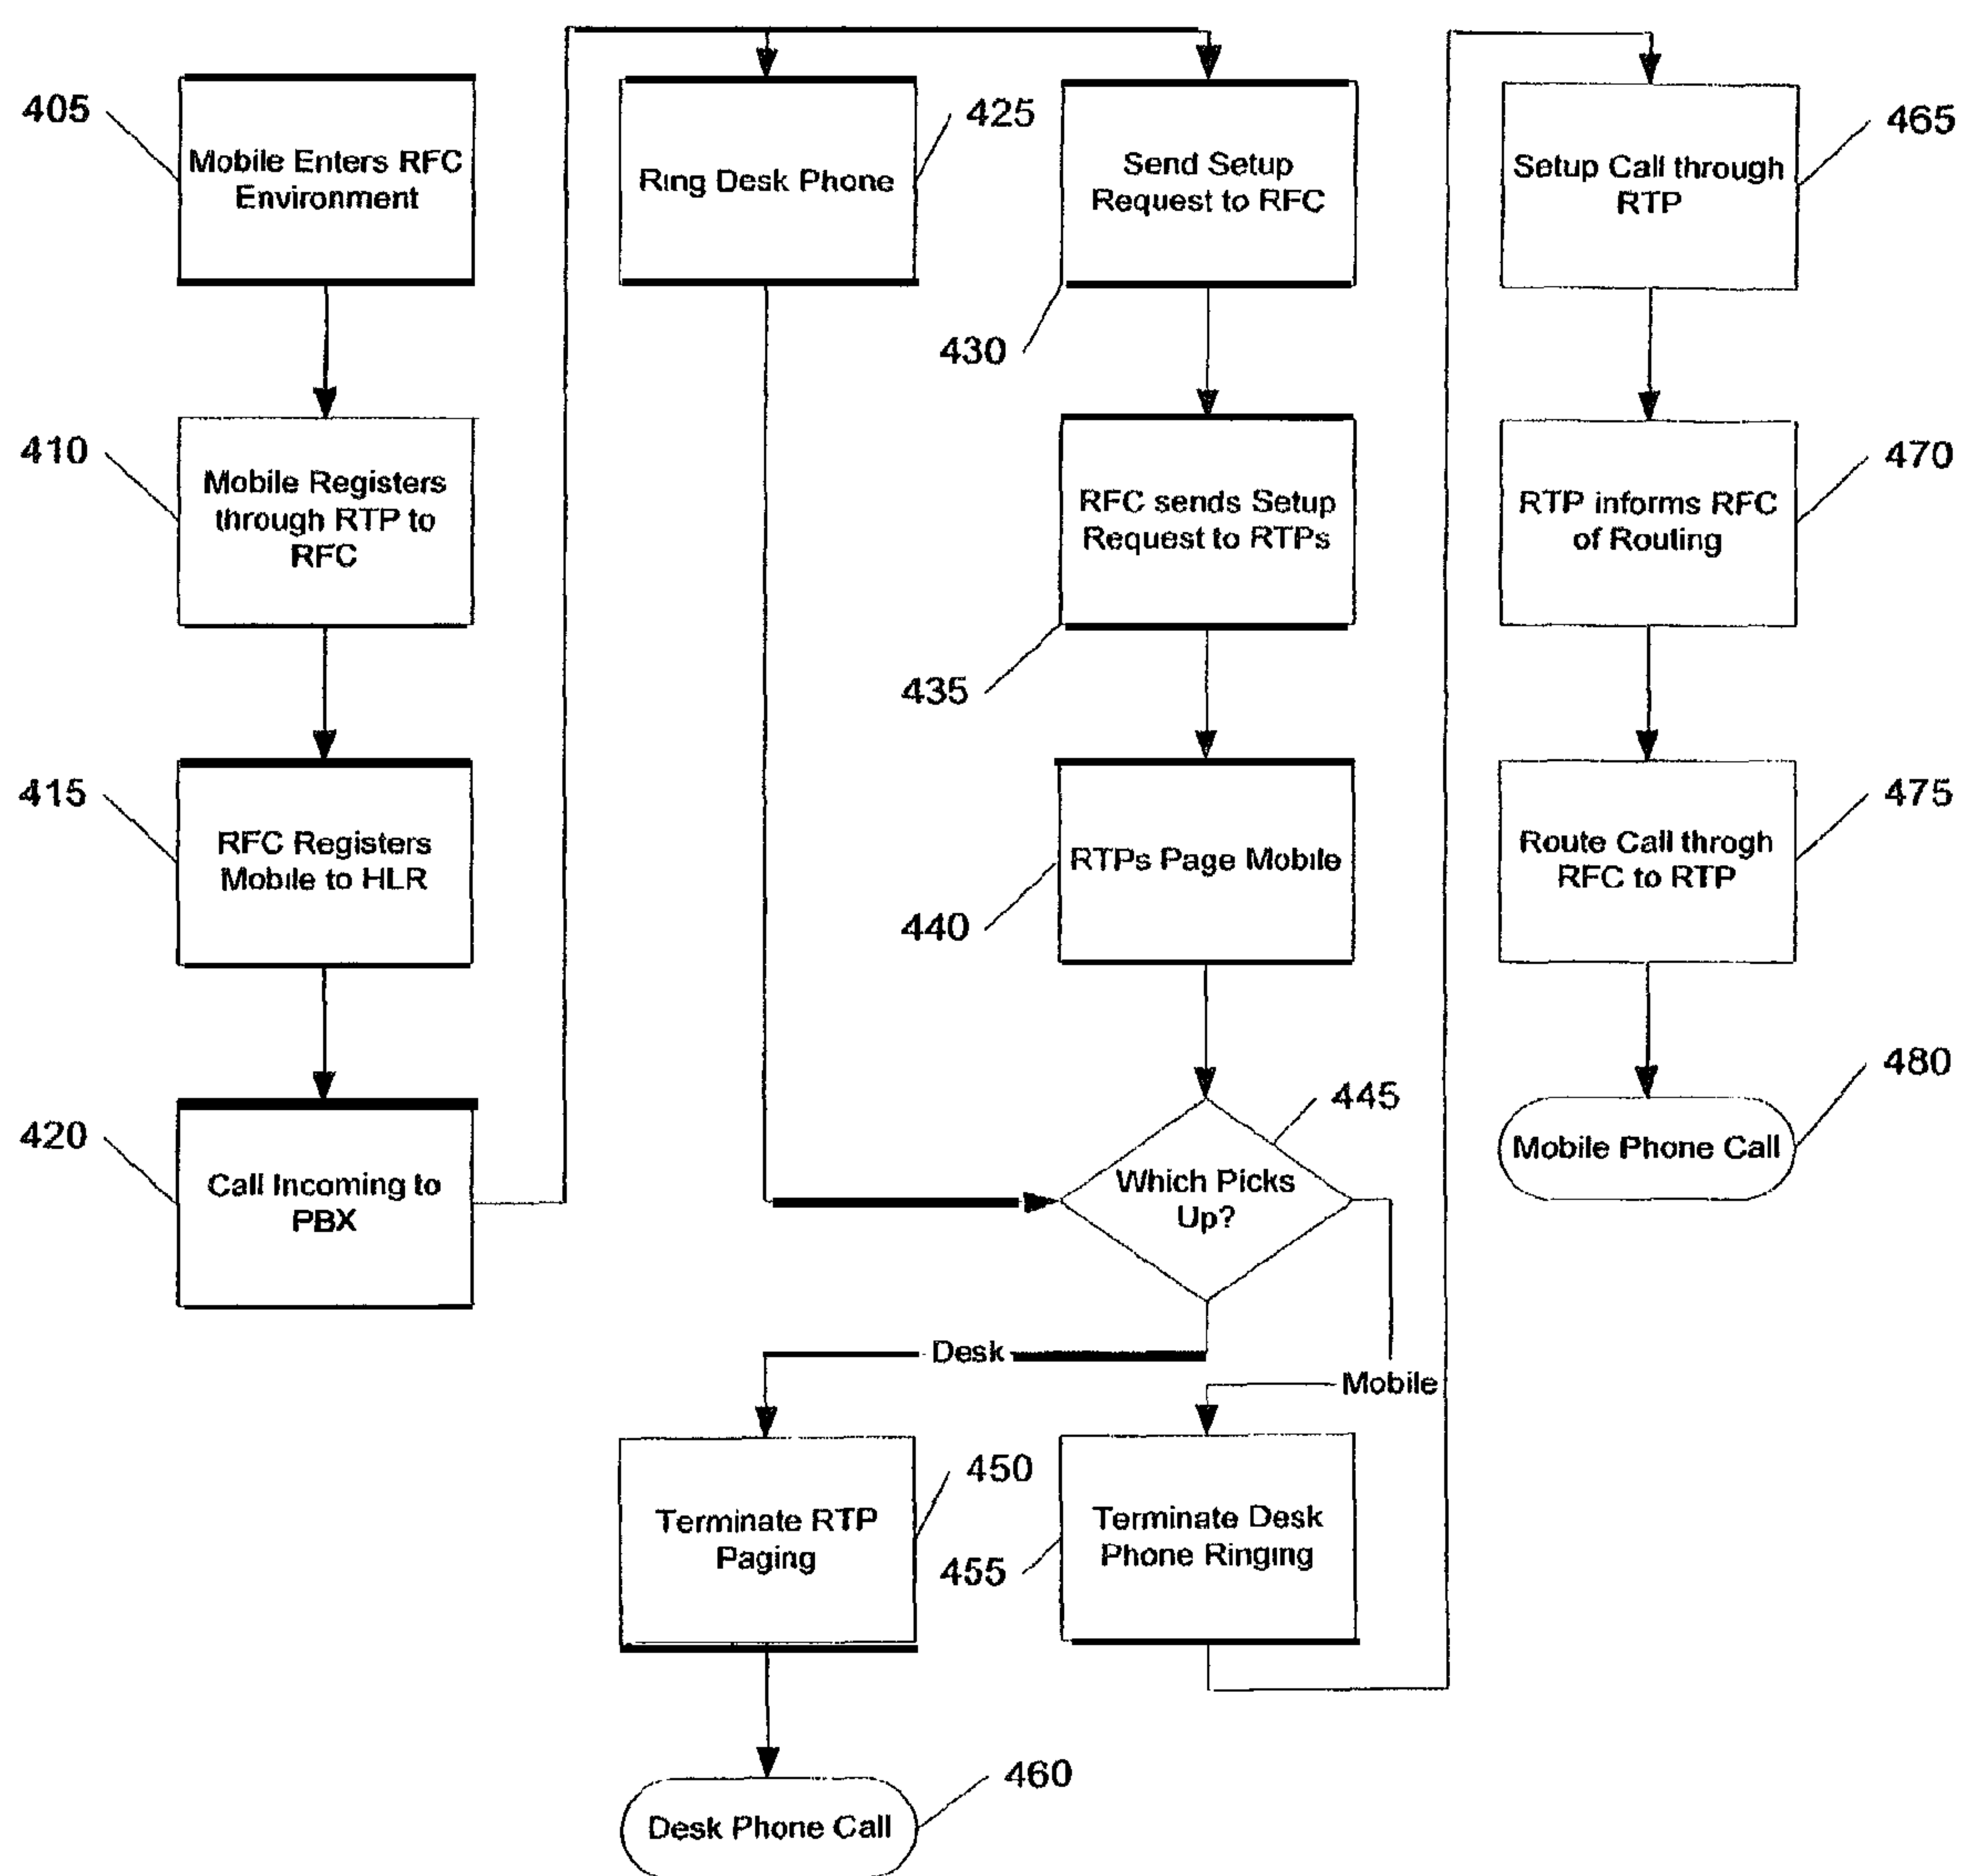 405
Mobile Enters RFC
Environment
410
Mobile Registers
through RTP to
RFC
415
RFC Registers
Mobile to HLR
420
Call Incoming to
PBX
425
Ring Desk Phone
430
Send Setup
Request to RFC
435
RFC sends Setup
Request to RTPs
440
RTPs Page Mobile
445
Which Picks
Up?
Desk
Mobile
450
Terminate RTP
Paging
455
Terminate Desk
Phone Ringing
460
Desk Phone Call
465
Setup Call through
RTP
470
RTP informs RFC
of Routing
475
Route Call throgh
RFC to RTP
480
Mobile Phone Call